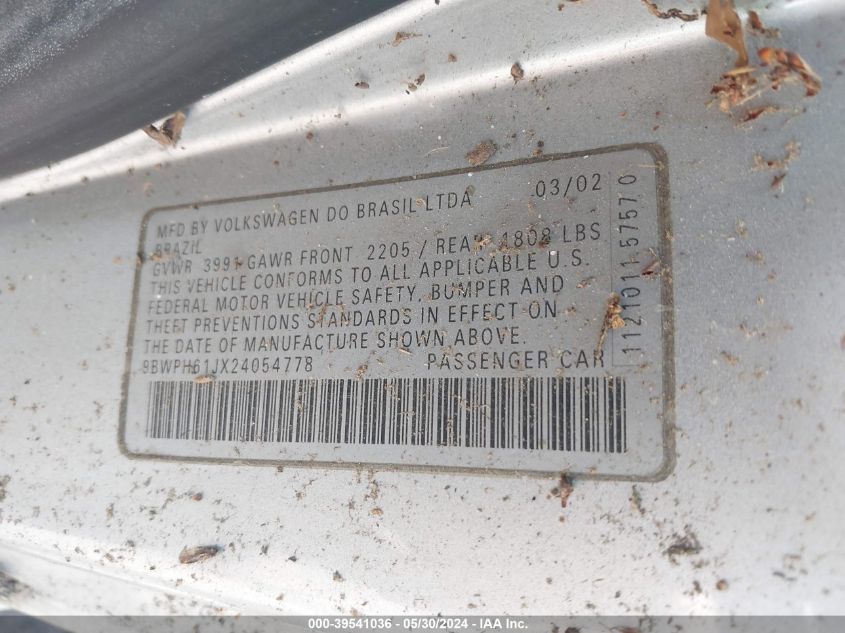 MFD BY VOLKSWAGEN DO BRASIL LTDA 03/02
BRAZIL
GVWR 3991 GAWR FRONT 2205 / REAR 1808 LBS
THIS VEHICLE CONFORMS TO ALL APPLICABLE U.S.
FEDERAL MOTOR VEHICLE SAFETY, BUMPER AND
THEFT PREVENTIONS STANDARDS IN EFFECT ON
THE DATE OF MANUFACTURE SHOWN ABOVE.
9BWPH61JX24054778 PASSENGER CAR
1121011 5757 0
000-39541036 - 05/30/2024 - IAA Inc.